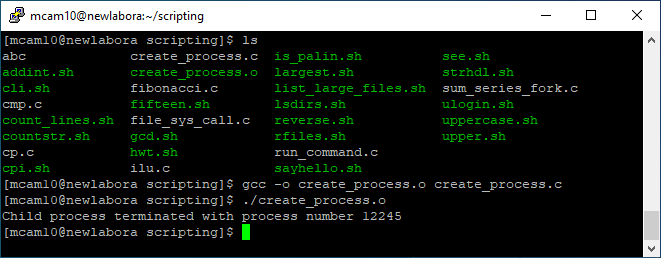 mcam10@newlabora:~/scripting
[mcam10@newlabora scripting]$ ls
abc create_process.c is_palin.sh see.sh
addint.sh create_process.o largest.sh strhdl.sh
cli.sh fibonacci.c list_large_files.sh sum_series_fork.c
cmp.c fifteen.sh lsdirs.sh ulogin.sh
count_lines.sh file_sys_call.c reverse.sh uppercase.sh
countstr.sh gcd.sh rfiles.sh upper.sh
cp.c hwt.sh run_command.c
cpi.sh ilu.c sayhello.sh
[mcam10@newlabora scripting]$ gcc -o create_process.o create_process.c
[mcam10@newlabora scripting]$ ./create_process.o
Child process terminated with process number 12245
[mcam10@newlabora scripting]$